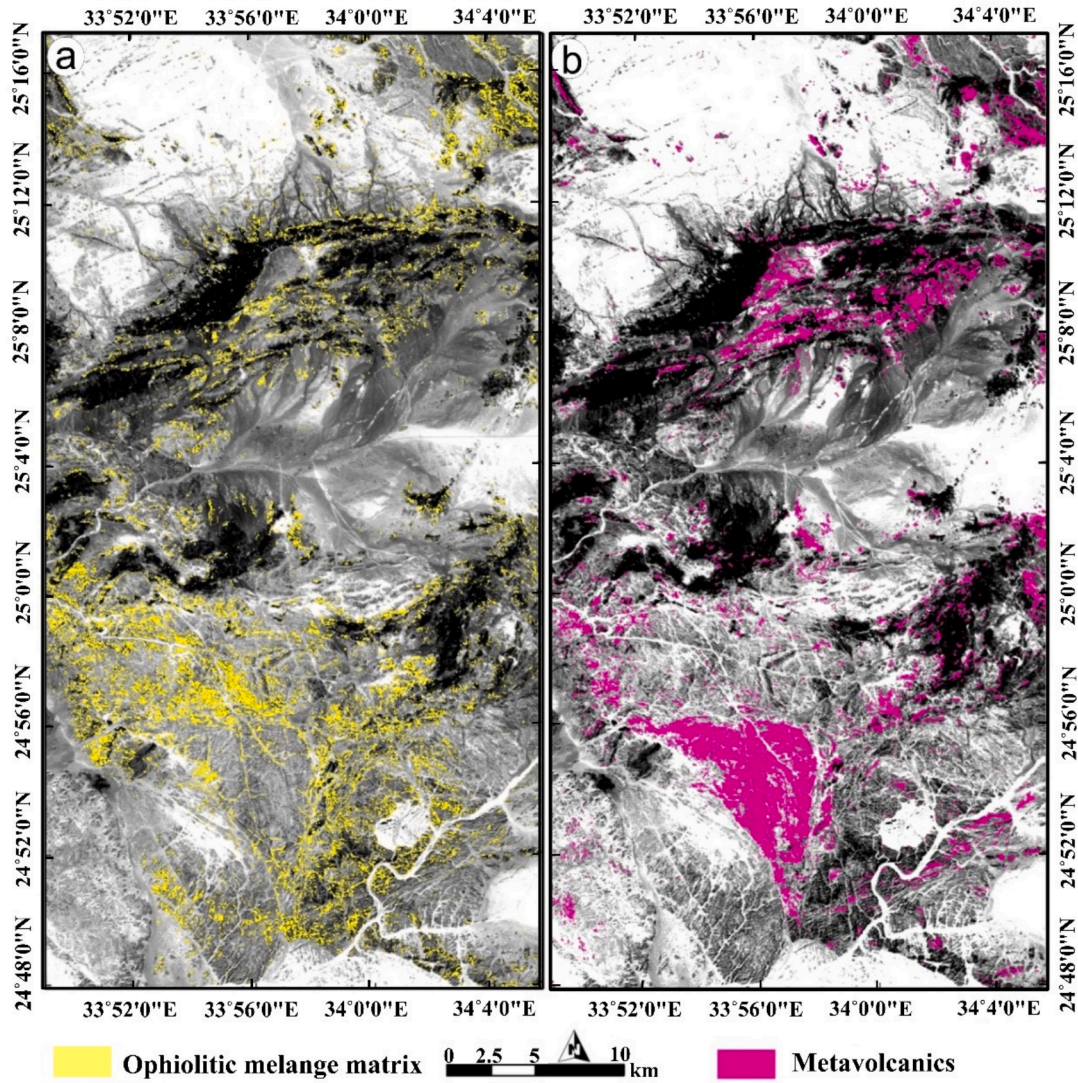 33°52'0"E 33°56'0"E 34°0'0"E 34°4'0"E 33°52'0"E 33°56'0"E 34°0'0"E 34°4'0"E
a
b
25°16'0"N
25°12'0"N
25°8'0"N
25°4'0"N
25°0'0"N
24°56'0"N
24°52'0"N
24°48'0"N
25°16'0"N
25°12'0"N
25°8'0"N
25°4'0"N
25°0'0"N
24°56'0"N
24°52'0"N
24°48'0"N
33°52'0"E 33°56'0"E 34°0'0"E 34°4'0"E 33°52'0"E 33°56'0"E 34°0'0"E 34°4'0"E
Ophiolitic melange matrix
0 2.5 5 10
km
N
Metavolcanics